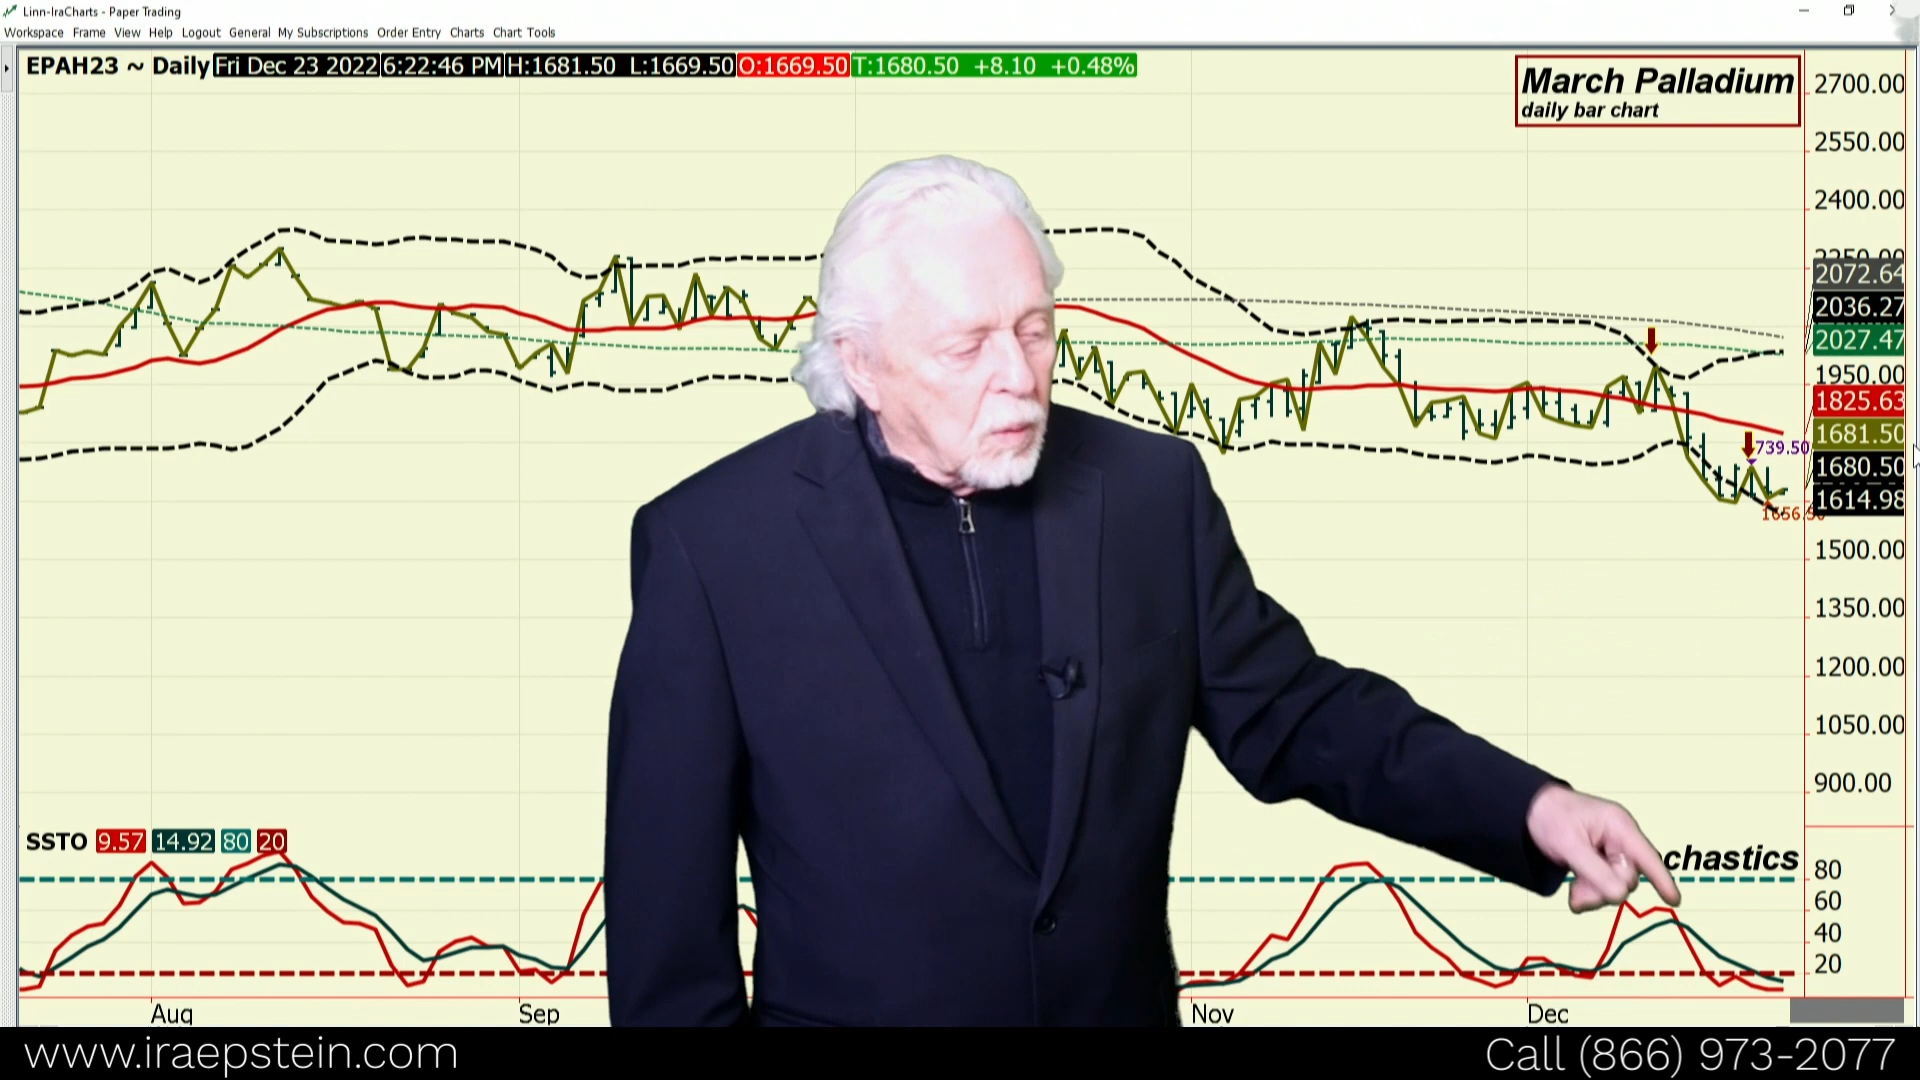 Linn-IraCharts - Paper Trading
Workspace Frame View Help Logout General My Subscriptions Order Entry Charts Chart Tools
EPAH23 ~ Daily Fri Dec 23 2022 6:22:46 PM H:1681.50 L:1669.50 O:1669.50 T:1680.50 +8.10 +0.48%
March Palladium
daily bar chart
2700.00
2550.00
2400.00
2072.64
2036.27
2027.47
1950.00
1825.63
1681.50
739.50
1680.50
1614.98
1500.00
1350.00
1200.00
1050.00
900.00
SSTO 9.57 14.92 80 20
chastics
80
60
40
20
Aug Sep Nov Dec
www.iraepstein.com
Call (866) 973-2077